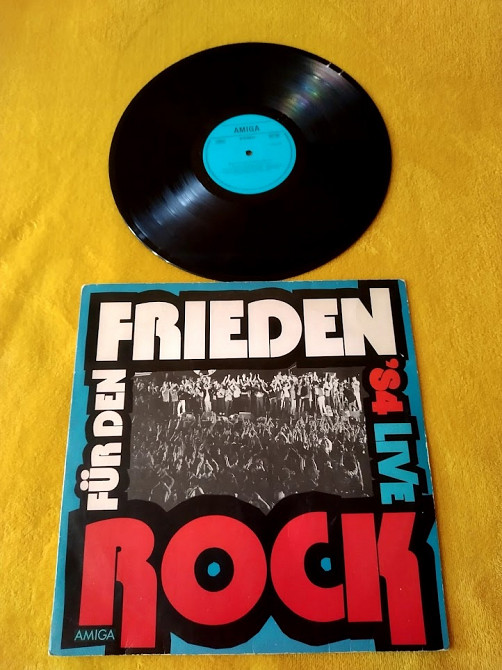 AMIGA
FRIEDEN
FÜR DEN
'84 LIVE
ROCK
AMIGA